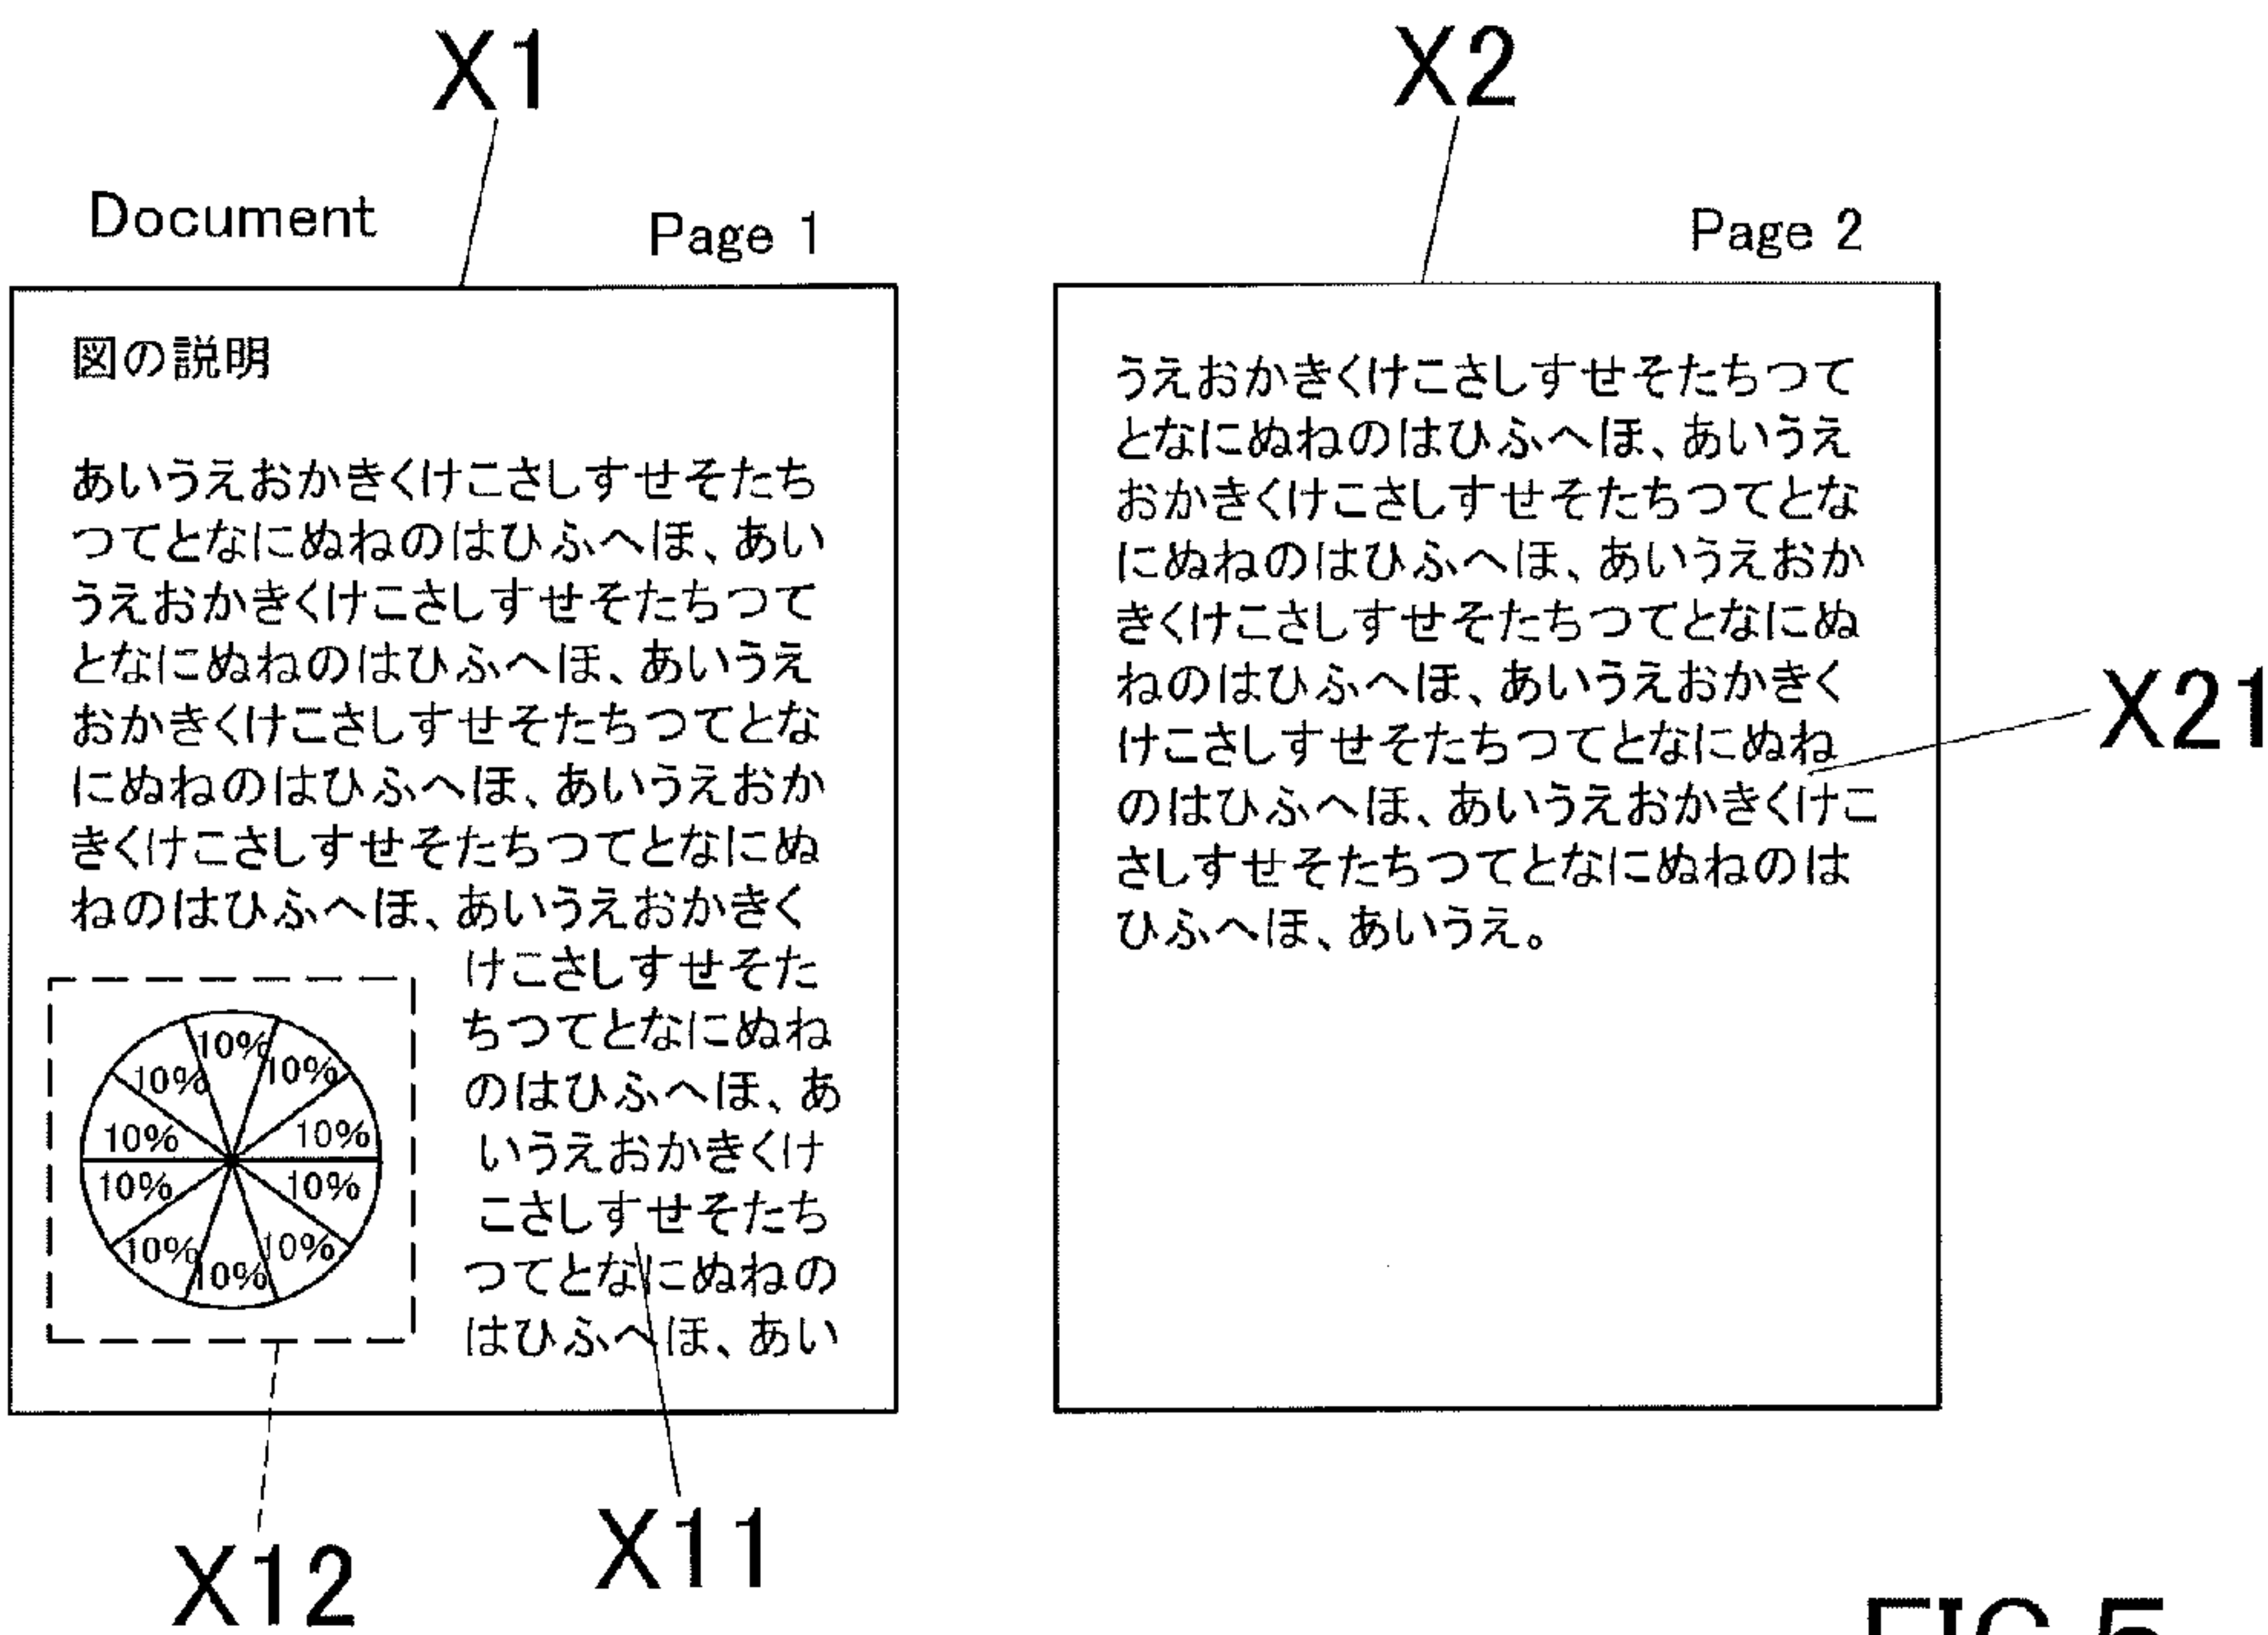 X1
X2
Document
Page 1
Page 2
図の説明
あいうえおかきくけこさしすせそたち
つてとなにぬねのはひふへほ、あい
うえおかきくけこさしすせそたちつて
となにぬねのはひふへほ、あいうえ
おかきくけこさしすせそたちつてとな
にぬねのはひふへほ、あいうえおか
きくけこさしすせそたちつてとなにぬ
ねのはひふへほ、あいうえおかきく
けこさしすせそた
ちつてとなにぬね
のはひふへほ、あ
いうえおかきくけ
こさしすせそたち
つてとなにぬねの
はひふへほ、あい
10%
10%
10%
10%
10%
10%
10%
10%
10%
10%
X12
X11
うえおかきくけこさしすせそたちつて
となにぬねのはひふへほ、あいうえ
おかきくけこさしすせそたちつてとな
にぬねのはひふへほ、あいうえおか
きくけこさしすせそたちつてとなにぬ
ねのはひふへほ、あいうえおかきく
けこさしすせそたちつてとなにぬね
のはひふへほ、あいうえおかきくけこ
さしすせそたちつてとなにぬねのは
ひふへほ、あいうえ。
X21
FIG.5